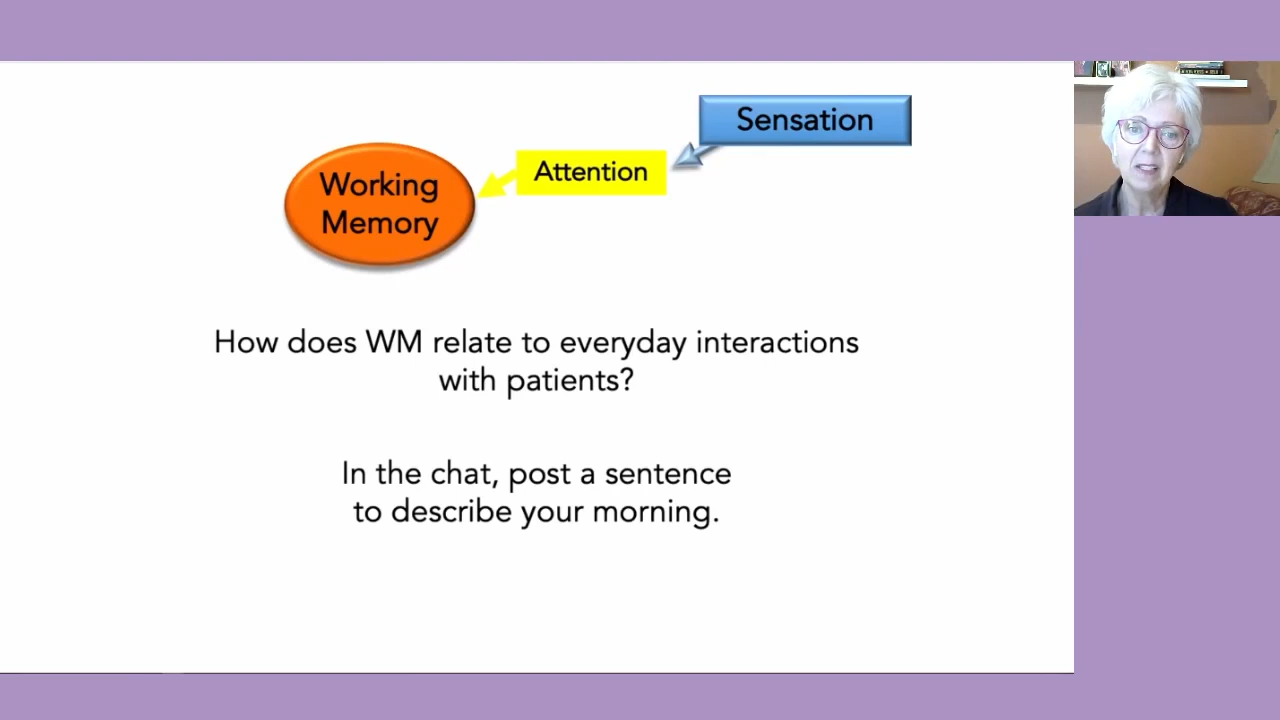 Sensation
Attention
Working
Memory
How does WM relate to everyday interactions
with patients?
In the chat, post a sentence
to describe your morning.